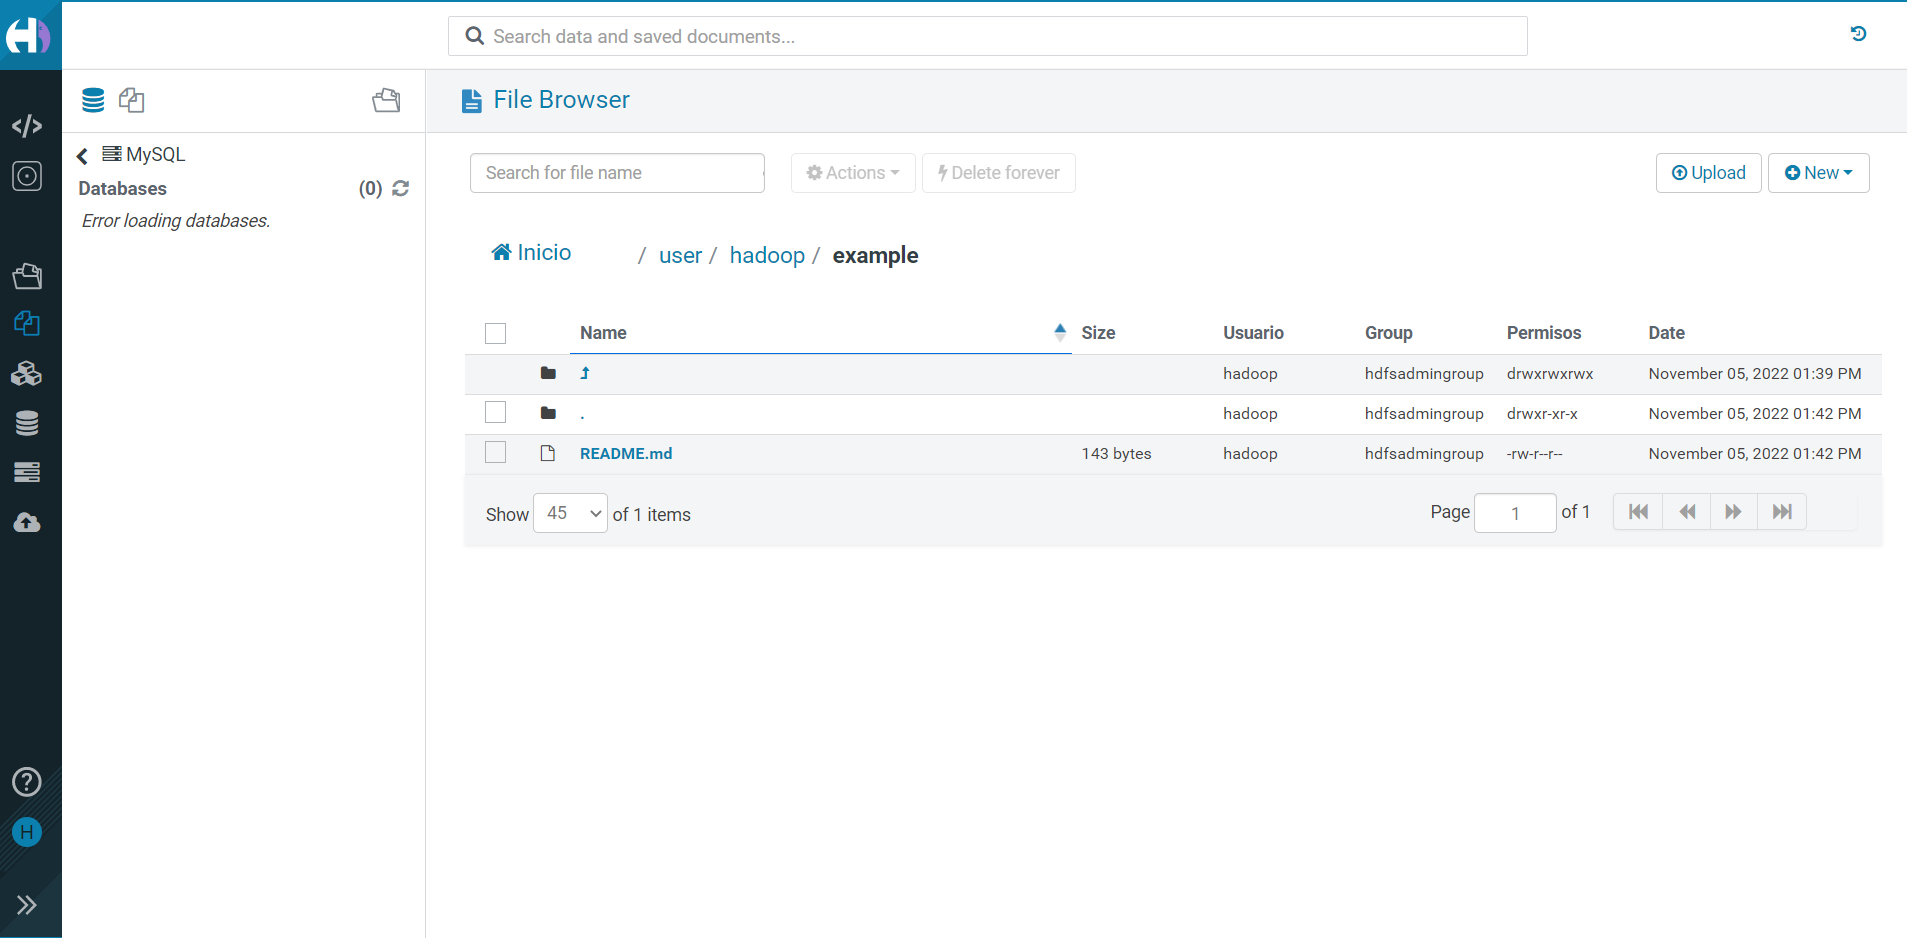 Search data and saved documents...
File Browser
MySQL
Databases (0)
Error loading databases.
Search for file name Actions Delete forever Upload New
Inicio / user / hadoop / example
Name Size Usuario Group Permisos Date
hadoop hdfsadmingroup drwxrwxrwx November 05, 2022 01:39 PM
. hadoop hdfsadmingroup drwxr-xr-x November 05, 2022 01:42 PM
README.md 143 bytes hadoop hdfsadmingroup -rw-r--r-- November 05, 2022 01:42 PM
Show 45 of 1 items Page 1 of 1
H